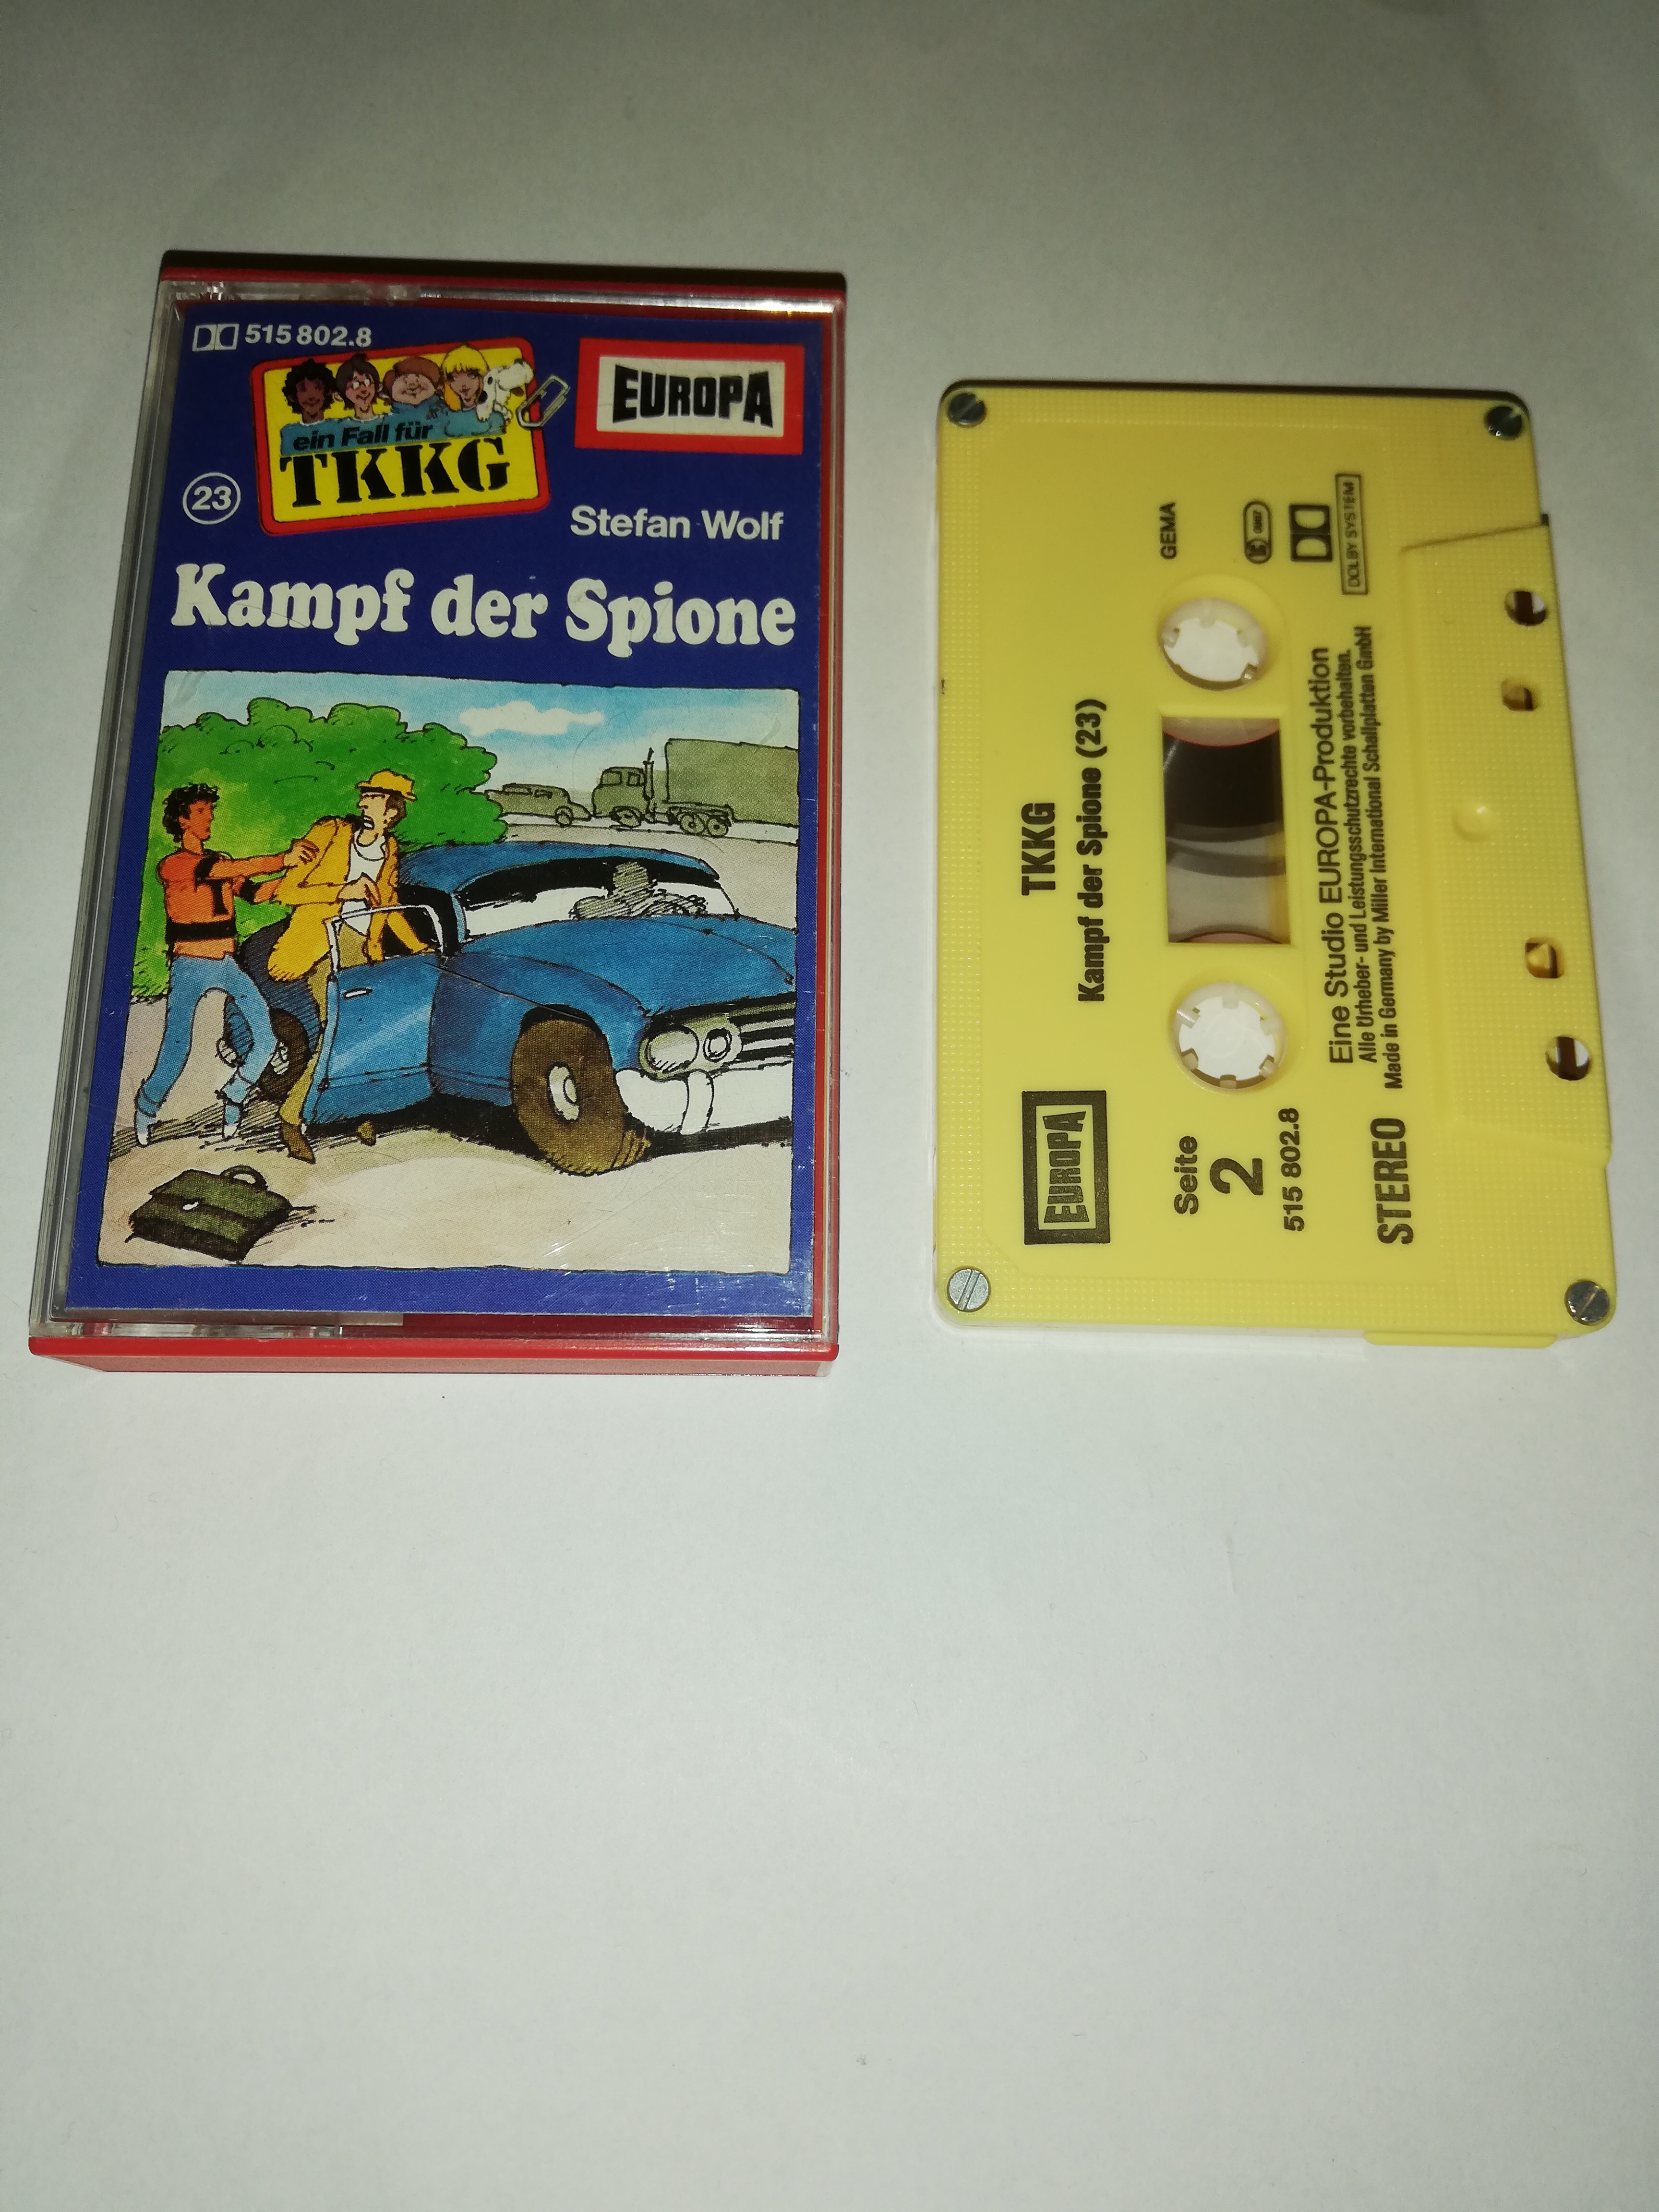 515 802.8
EUROPA
ein Fall für
TKKG
23
Stefan Wolf
Kampf der Spione
TKKG
Kampf der Spione (23)
EUROPA
Seite
2
515 802.8
STEREO
GEMA
DOLBY SYSTEM
Eine Studio EUROPA-Produktion
Alle Urheber- und Leistungsschutzrechte vorbehalten.
Made in Germany by Miller International Schallplatten GmbH